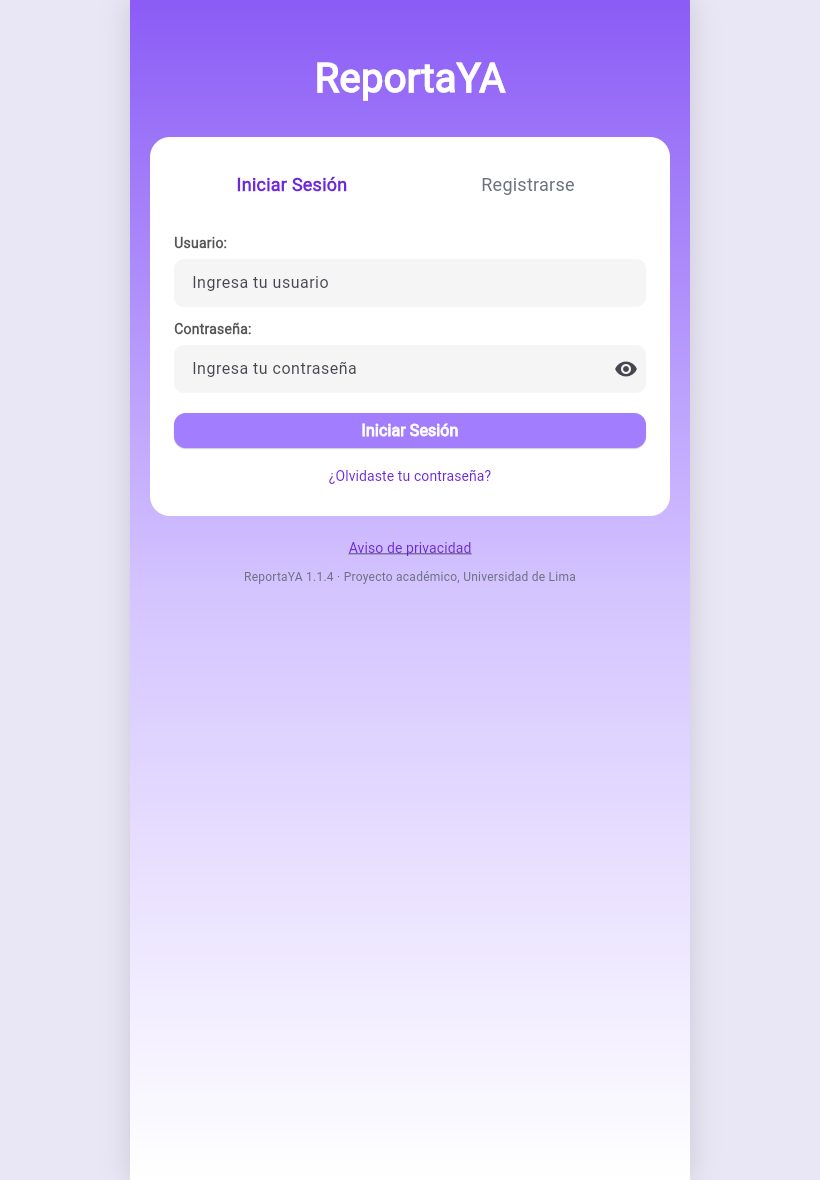 ReportaYA
Iniciar Sesión Registrarse
Usuario:
Ingresa tu usuario
Contraseña:
Ingresa tu contraseña
Iniciar Sesión
¿Olvidaste tu contraseña?
Aviso de privacidad
ReportaYA 1.1.4 · Proyecto académico, Universidad de Lima